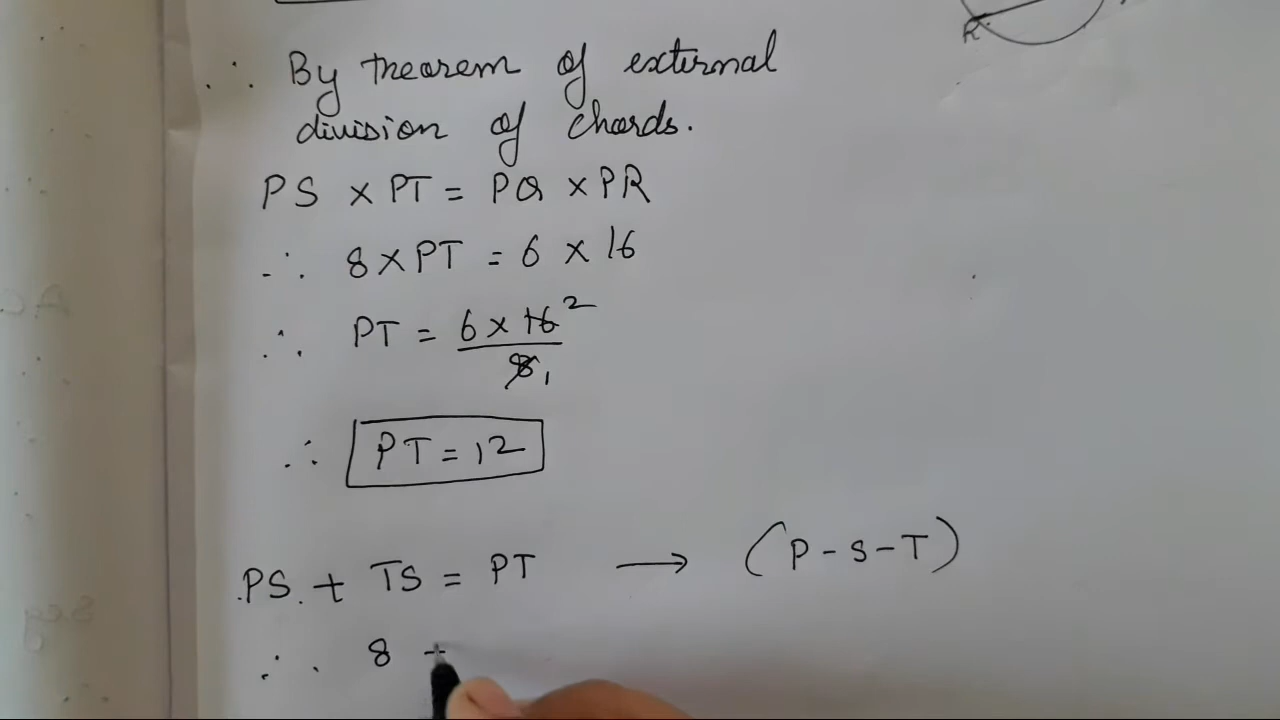 R
∴ By theorem of external
division of chords.
PS × PT = PQ × PR
∴ 8 × PT = 6 × 16
∴ PT = 6 × 16 2
8 1
∴ PT = 12
PS + TS = PT → (P - S - T)
∴ 8 +